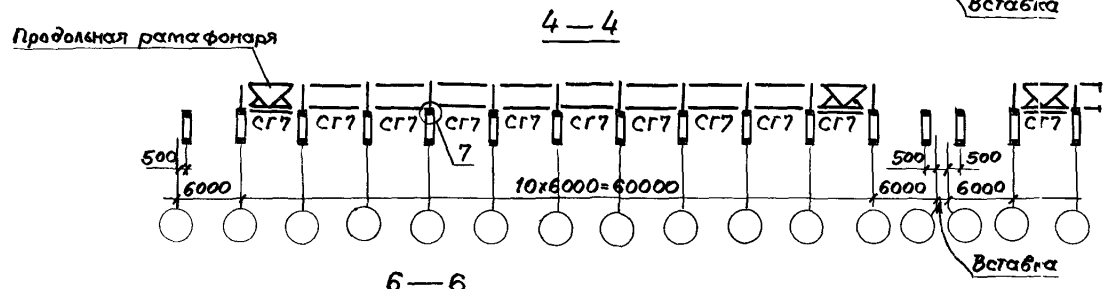 Вставка
4 — 4
Продольная рама фонаря
СГ7 СГ7 СГ7 СГ7 СГ7 СГ7 СГ7 СГ7 СГ7 СГ7 СГ7
7
500 500 500
6000 10х6000=60000 6000 6000
Вставка
6 — 6